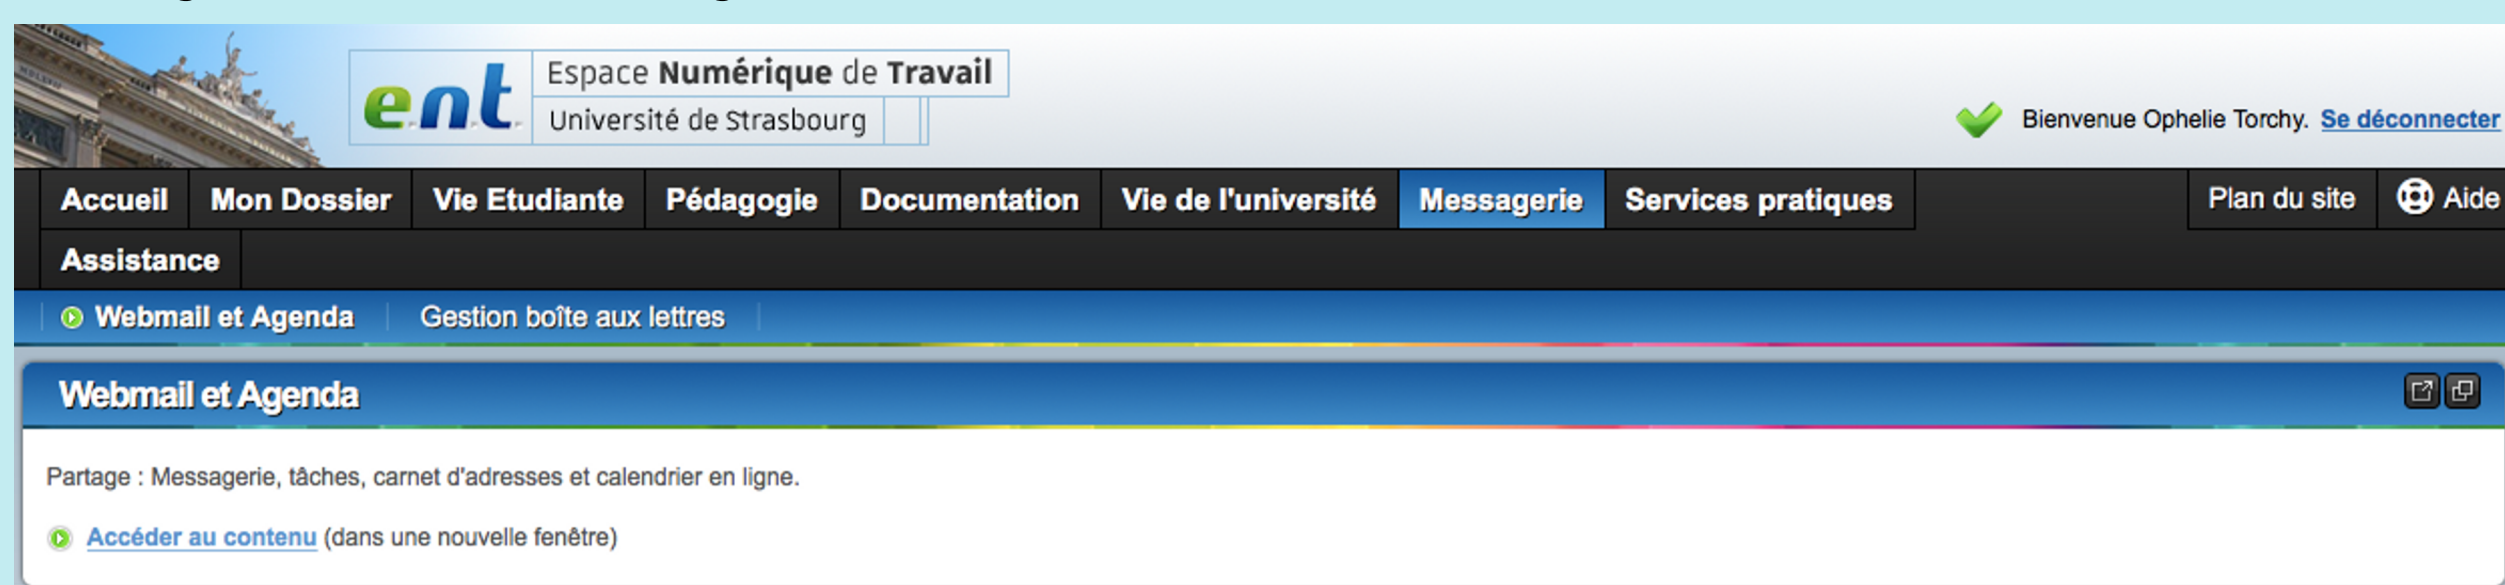 e.n.t.
Espace Numérique de Travail
Université de Strasbourg
Bienvenue Ophelie Torchy. Se déconnecter
Accueil Mon Dossier Vie Etudiante Pédagogie Documentation Vie de l'université Messagerie Services pratiques Plan du site Aide
Assistance
Webmail et Agenda Gestion boîte aux lettres
Webmail et Agenda
Partage : Messagerie, tâches, carnet d'adresses et calendrier en ligne.
Accéder au contenu (dans une nouvelle fenêtre)